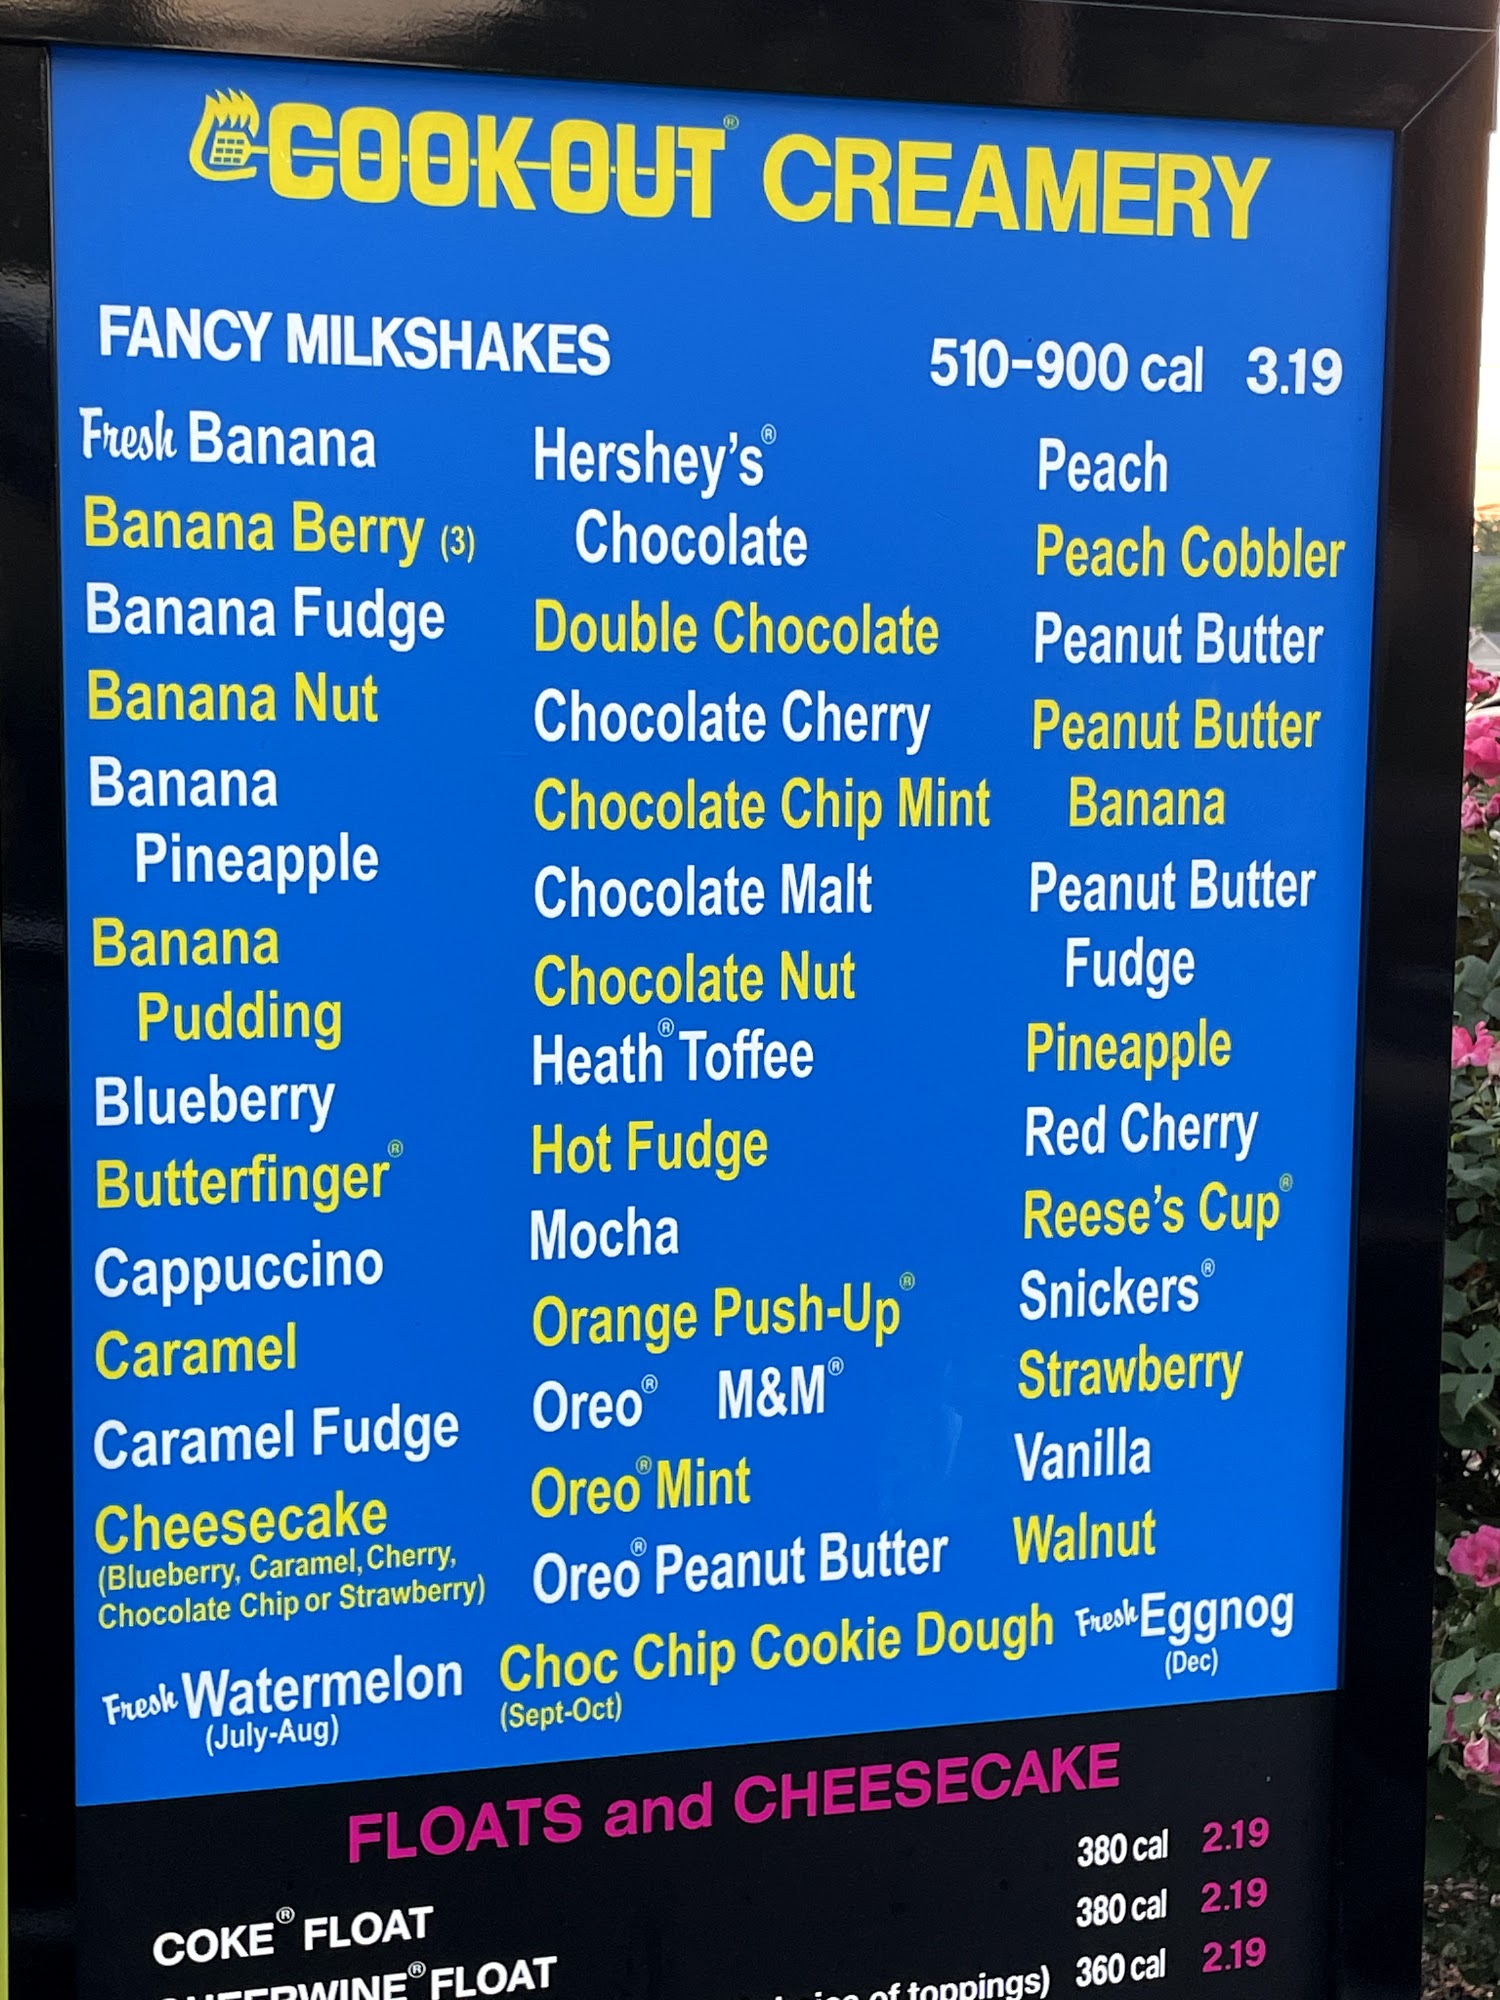 COOK OUT® CREAMERY
FANCY MILKSHAKES 510-900 cal 3.19
Fresh Banana
Banana Berry (3)
Banana Fudge
Banana Nut
Banana
Pineapple
Banana
Pudding
Blueberry
Butterfinger®
Cappuccino
Caramel
Caramel Fudge
Cheesecake
(Blueberry, Caramel, Cherry,
Chocolate Chip or Strawberry)
Hershey's®
Chocolate
Double Chocolate
Chocolate Cherry
Chocolate Chip Mint
Chocolate Malt
Chocolate Nut
Heath® Toffee
Hot Fudge
Mocha
Orange Push-Up®
Oreo® M&M®
Oreo® Mint
Oreo® Peanut Butter
Peach
Peach Cobbler
Peanut Butter
Peanut Butter
Banana
Peanut Butter
Fudge
Pineapple
Red Cherry
Reese's Cup®
Snickers®
Strawberry
Vanilla
Walnut
Fresh Watermelon
(July-Aug)
Choc Chip Cookie Dough
(Sept-Oct)
Fresh Eggnog
(Dec)
FLOATS and CHEESECAKE
COKE® FLOAT 380 cal 2.19
FLOAT 380 cal 2.19
of toppings) 360 cal 2.19